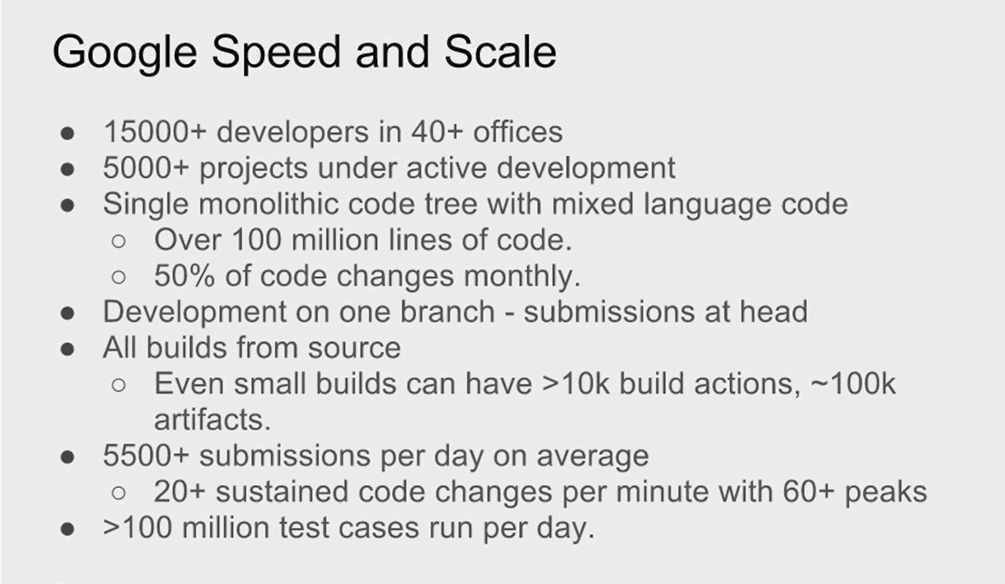 Google Speed and Scale
● 15000+ developers in 40+ offices
● 5000+ projects under active development
● Single monolithic code tree with mixed language code
○ Over 100 million lines of code.
○ 50% of code changes monthly.
● Development on one branch - submissions at head
● All builds from source
○ Even small builds can have >10k build actions, ~100k
artifacts.
● 5500+ submissions per day on average
○ 20+ sustained code changes per minute with 60+ peaks
● >100 million test cases run per day.